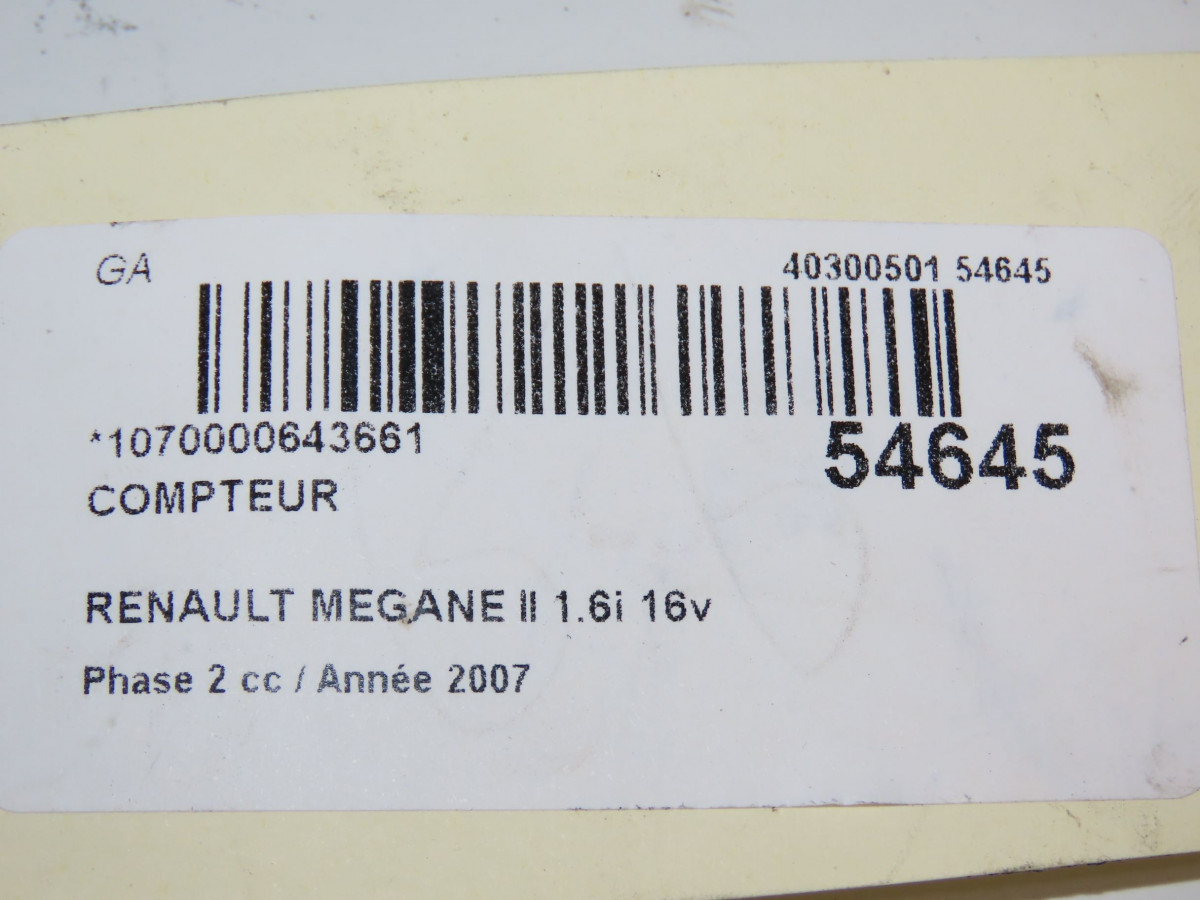 GA 40300501 54645
*1070000643661 54645
COMPTEUR
RENAULT MEGANE II 1.6i 16v
Phase 2 cc / Année 2007